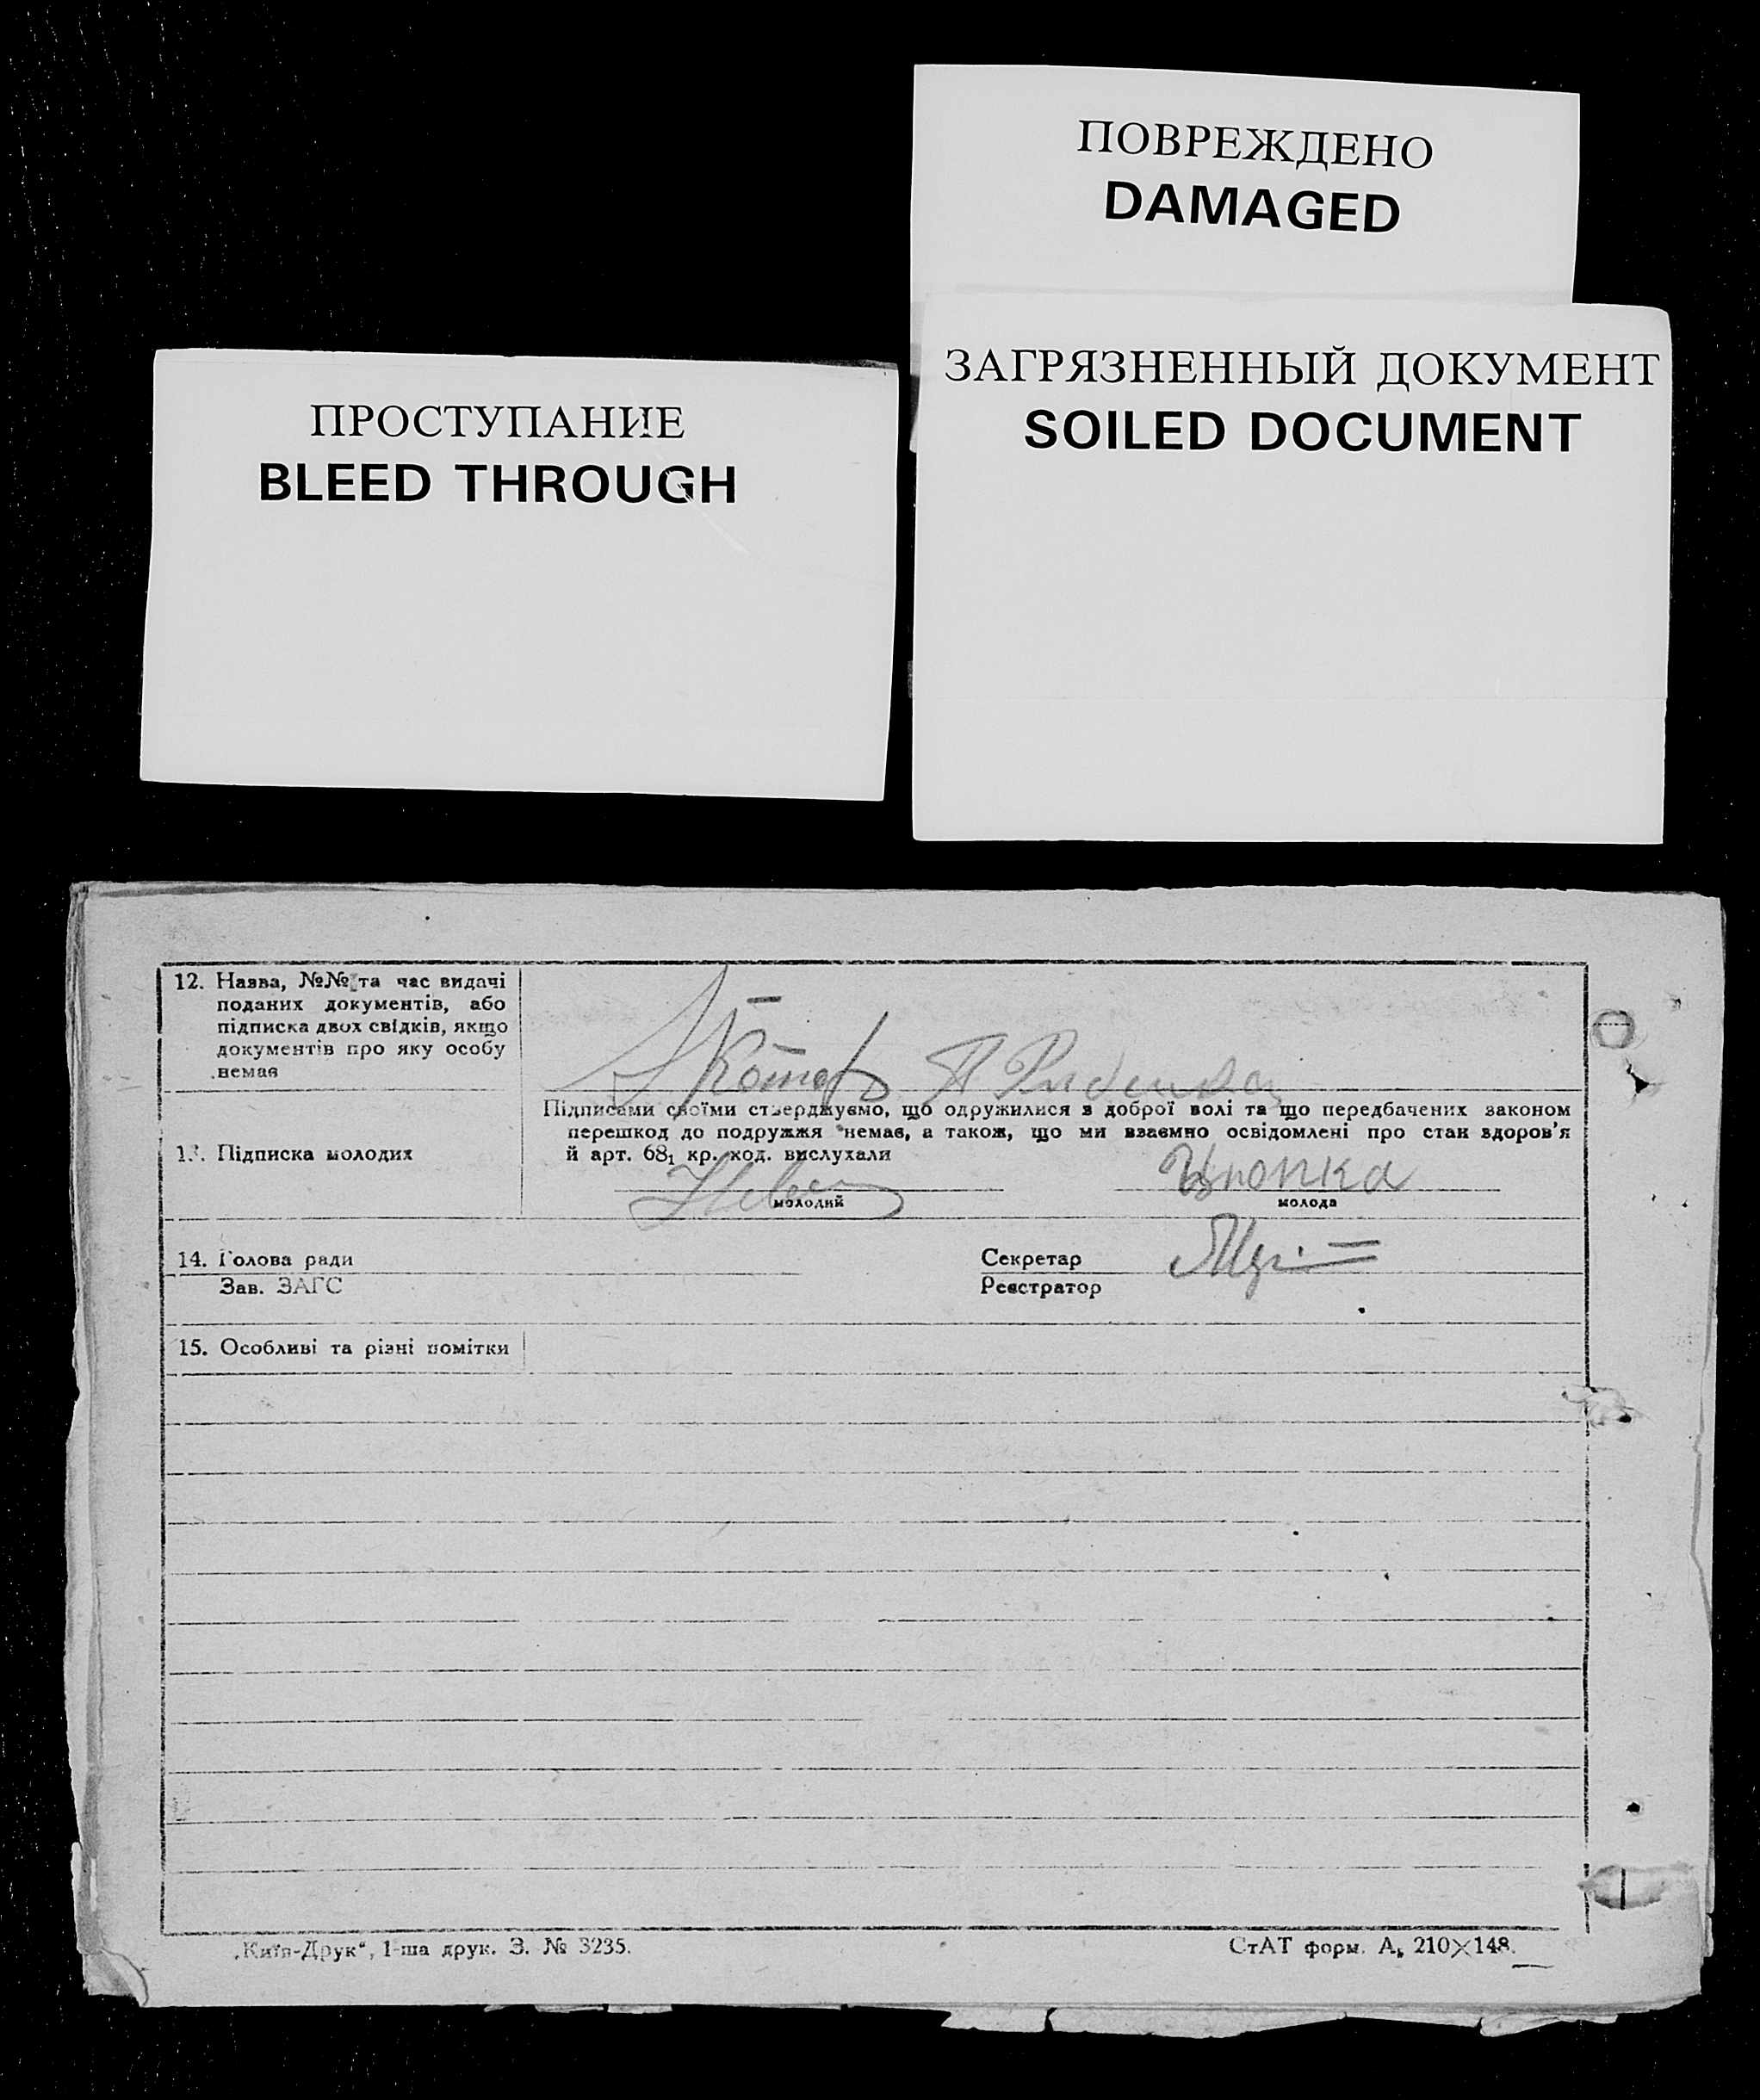 ПОВРЕЖДЕНО
DAMAGED
ПРОСТУПАНИЕ
BLEED THROUGH
ЗАГРЯЗНЕННЫЙ ДОКУМЕНТ
SOILED DOCUMENT
12. Назва, №№ та час видачі
поданих документів, або
підписка двох свідків, якщо
документів про яку особу
немає
Підписами своїми стверджуємо, що одружилися з доброї волі та що передбачених законом
перешкод до подружжя немає, а також, що ми взаємно освідомлені про стан здоров'я
й арт. 68₁ кр. код. вислухали
13. Підписка молодих
молодий
молода
14. Голова ради
Секретар
Зав. ЗАГС
Реєстратор
15. Особливі та різні помітки
„Київ-Друк“, 1-ша друк. З. № 3235.
СтАТ форм. А₅ 210×148.